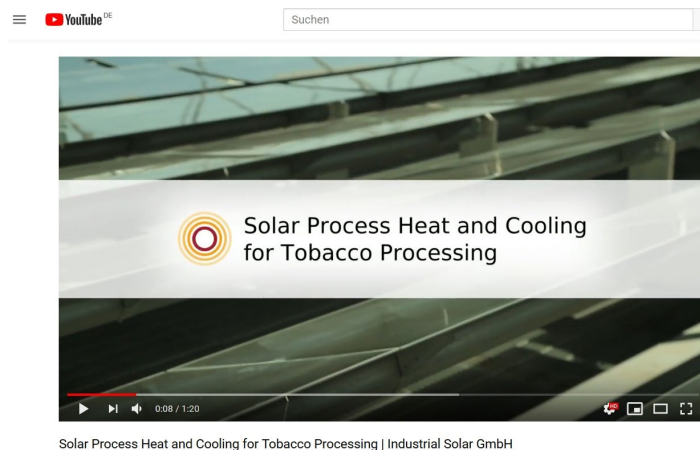 YouTube DE
Suchen
Solar Process Heat and Cooling
for Tobacco Processing
0:08 / 1:20
HD
Solar Process Heat and Cooling for Tobacco Processing | Industrial Solar GmbH